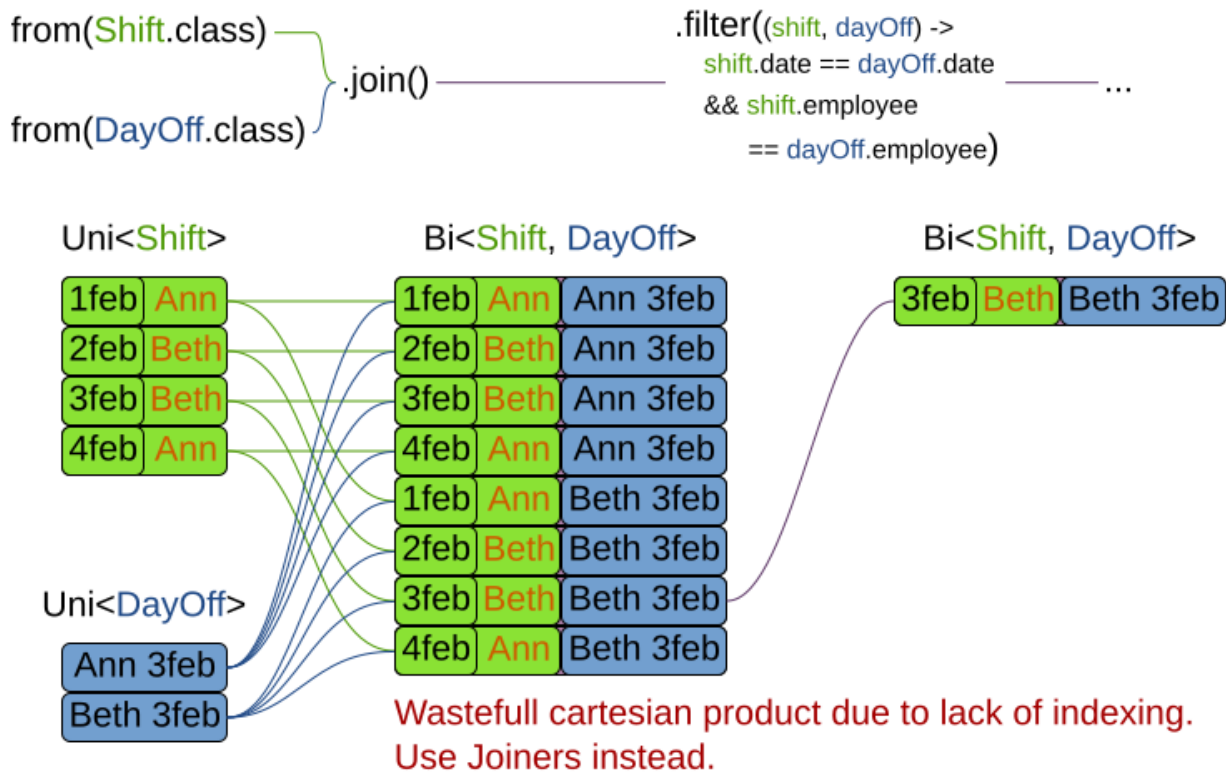 from(Shift.class)
from(DayOff.class)
.join()
.filter((shift, dayOff) ->
shift.date == dayOff.date
&& shift.employee
== dayOff.employee)
...
Uni<Shift>
1feb Ann
2feb Beth
3feb Beth
4feb Ann
Uni<DayOff>
Ann 3feb
Beth 3feb
Bi<Shift, DayOff>
1feb Ann Ann 3feb
2feb Beth Ann 3feb
3feb Beth Ann 3feb
4feb Ann Ann 3feb
1feb Ann Beth 3feb
2feb Beth Beth 3feb
3feb Beth Beth 3feb
4feb Ann Beth 3feb
Wastefull cartesian product due to lack of indexing.
Use Joiners instead.
Bi<Shift, DayOff>
3feb Beth Beth 3feb